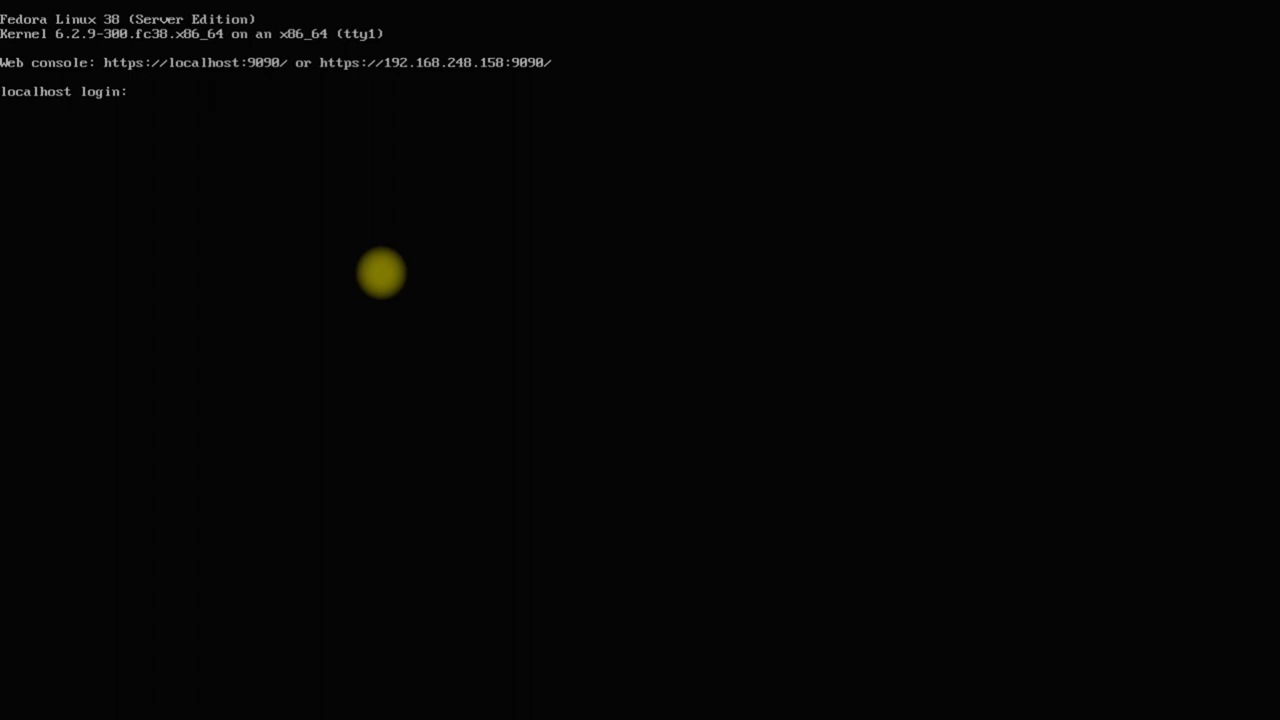 Fedora Linux 38 (Server Edition)
Kernel 6.2.9-300.fc38.x86_64 on an x86_64 (tty1)
Web console: https://localhost:9090/ or https://192.168.248.158:9090/
localhost login: